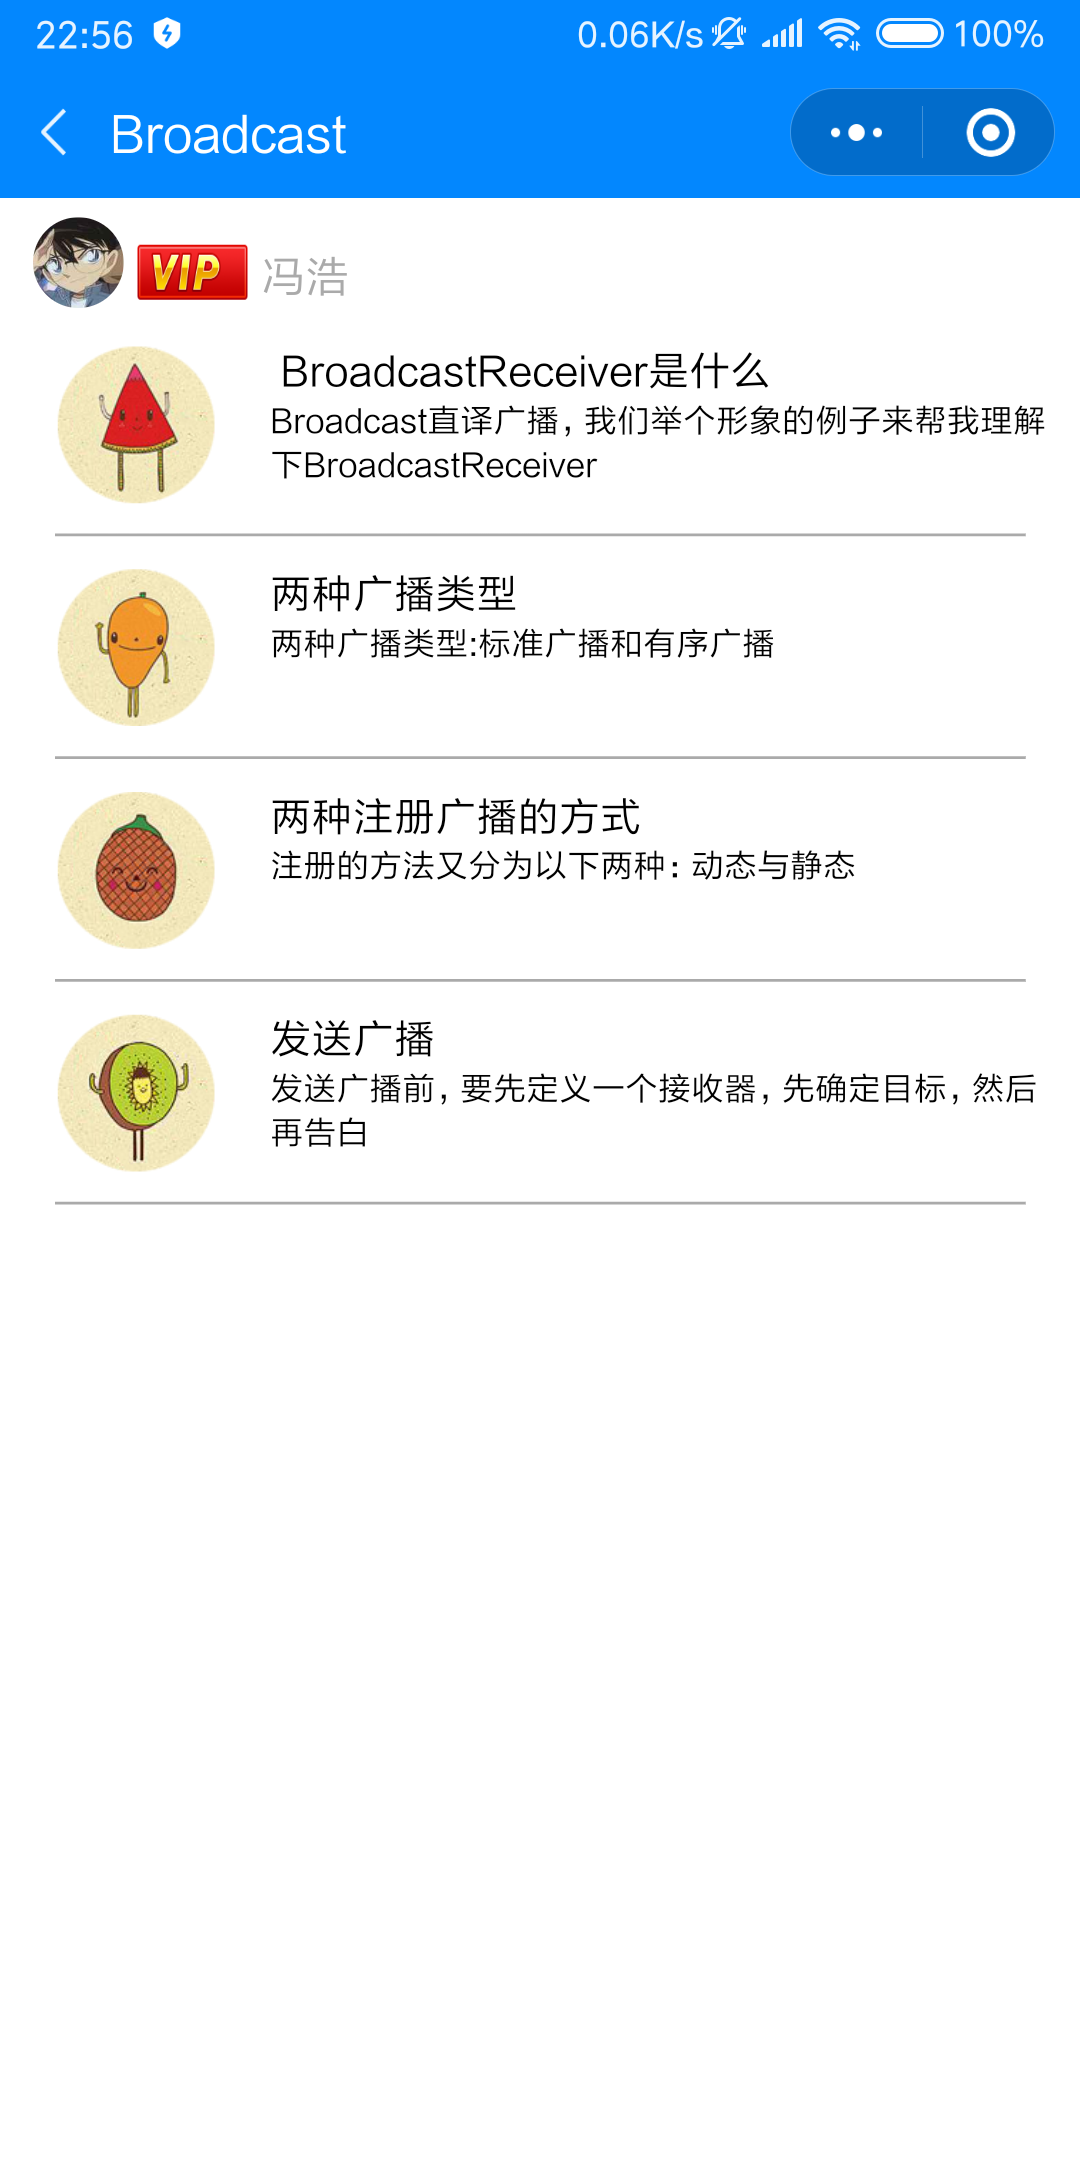 22:56 0.06K/s 100%
Broadcast
VIP 冯浩
BroadcastReceiver是什么
Broadcast直译广播，我们举个形象的例子来帮我理解
下BroadcastReceiver
两种广播类型
两种广播类型:标准广播和有序广播
两种注册广播的方式
注册的方法又分为以下两种：动态与静态
发送广播
发送广播前，要先定义一个接收器，先确定目标，然后
再告白